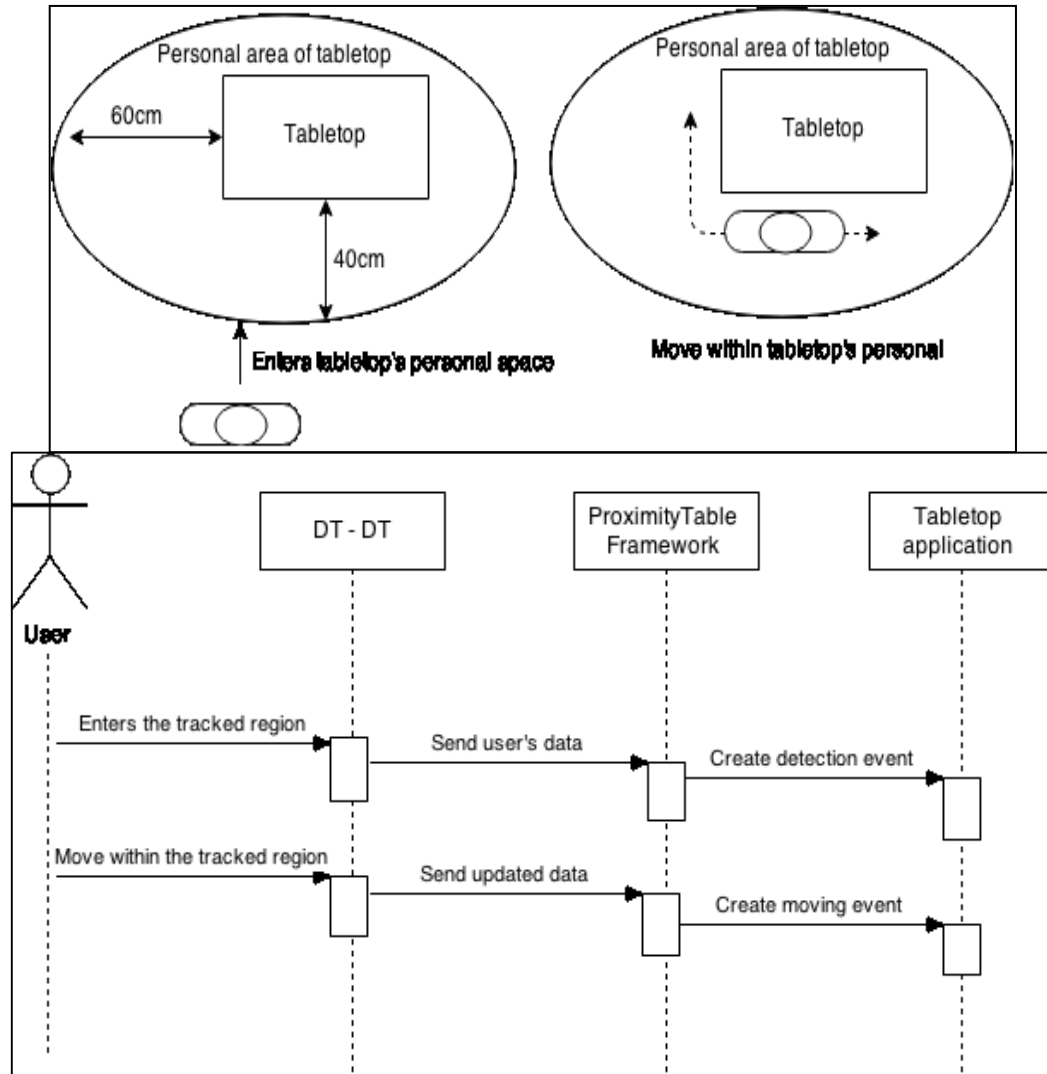 Personal area of tabletop
60cm
Tabletop
40cm
Enters tabletop's personal space
Personal area of tabletop
Tabletop
Move within tabletop's personal
User
DT - DT
ProximityTable
Framework
Tabletop
application
Enters the tracked region
Send user's data
Create detection event
Move within the tracked region
Send updated data
Create moving event